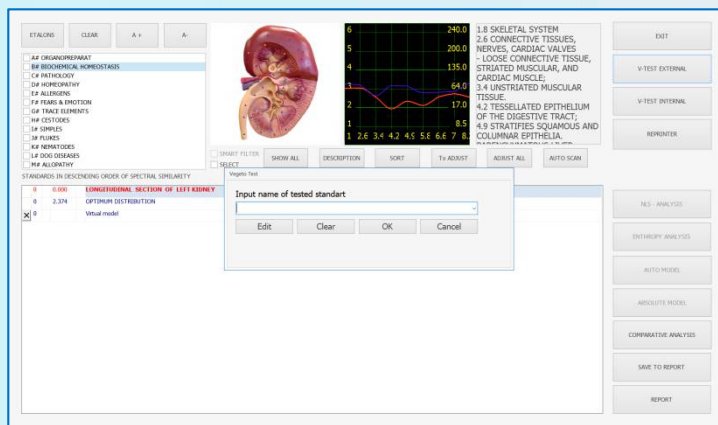 ETALONS
CLEAR
A +
A-
A# ORGANOPREPARAT
B# BIOCHEMICAL HOMEOSTASIS
C# PATHOLOGY
D# HOMEOPATHY
E# ALLERGENS
F# FEARS & EMOTION
G# TRACE ELEMENTS
H# CESTODES
I# SIMPLES
J# FLUKES
K# NEMATODES
L# DOG DISEASES
M# ALLOPATHY
6 240.0
5 200.0
4 135.0
3 64.0
2 17.0
1 8.5
1 2.6 3.4 4.2 4.9 5.8 6.6 7 8.
1.8 SKELETAL SYSTEM
2.6 CONNECTIVE TISSUES,
NERVES, CARDIAC VALVES
- LOOSE CONNECTIVE TISSUE,
STRIATED MUSCULAR, AND
CARDIAC MUSCLE;
3.4 UNSTRIATED MUSCULAR
TISSUE.
4.2 TESSELLATED EPITHELIUM
OF THE DIGESTIVE TRACT;
4.9 STRATIFIES SQUAMOUS AND
COLUMNAR EPITHELIA.
EXIT
V-TEST EXTERNAL
V-TEST INTERNAL
REPRINTER
SMART FILTER
SELECT
SHOW ALL
DESCRIPTION
SORT
To ADJUST
ADJUST ALL
AUTO SCAN
STANDARDS IN DESCENDING ORDER OF SPECTRAL SIMILARITY
0 0.000 LONGITUDINAL SECTION OF LEFT KIDNEY
0 2.374 OPTIMUM DISTRIBUTION
X 0 Virtual model
Vegeto Test
Input name of tested standart
Edit
Clear
OK
Cancel
NLS - ANALYSIS
ENTHROPY ANALYSIS
AUTO MODEL
ABSOLUTE MODEL
COMPARATIVE ANALYSIS
SAVE TO REPORT
REPORT